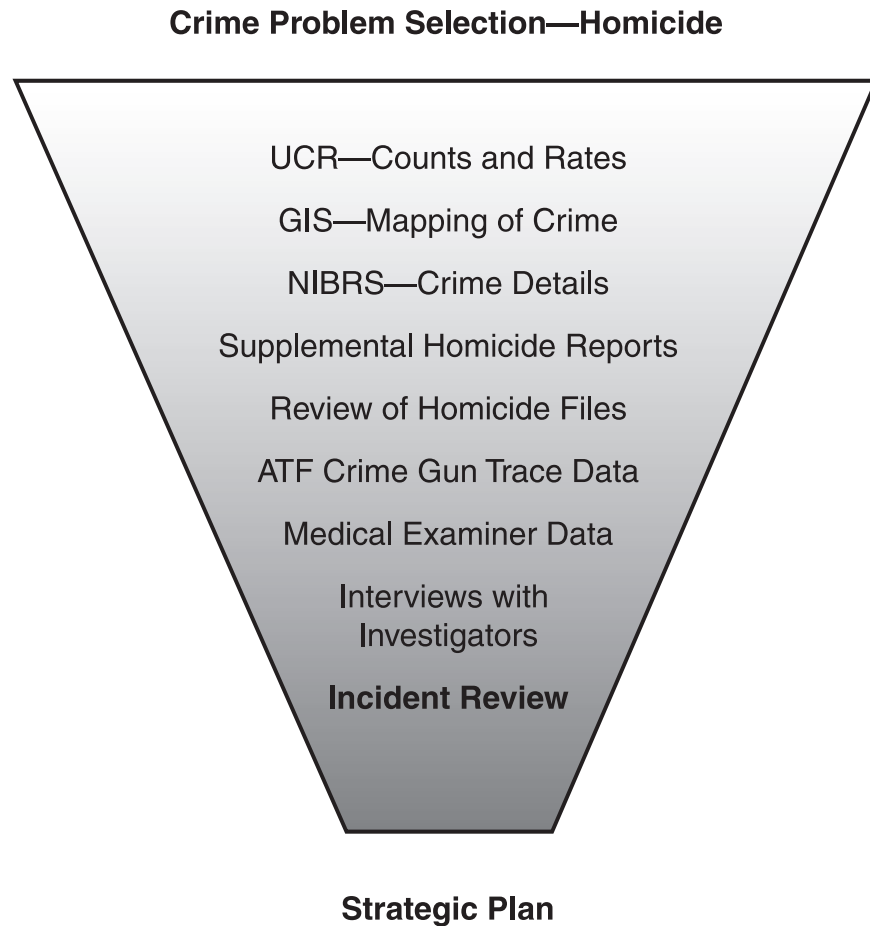 Crime Problem Selection—Homicide
UCR—Counts and Rates
GIS—Mapping of Crime
NIBRS—Crime Details
Supplemental Homicide Reports
Review of Homicide Files
ATF Crime Gun Trace Data
Medical Examiner Data
Interviews with
Investigators
Incident Review
Strategic Plan